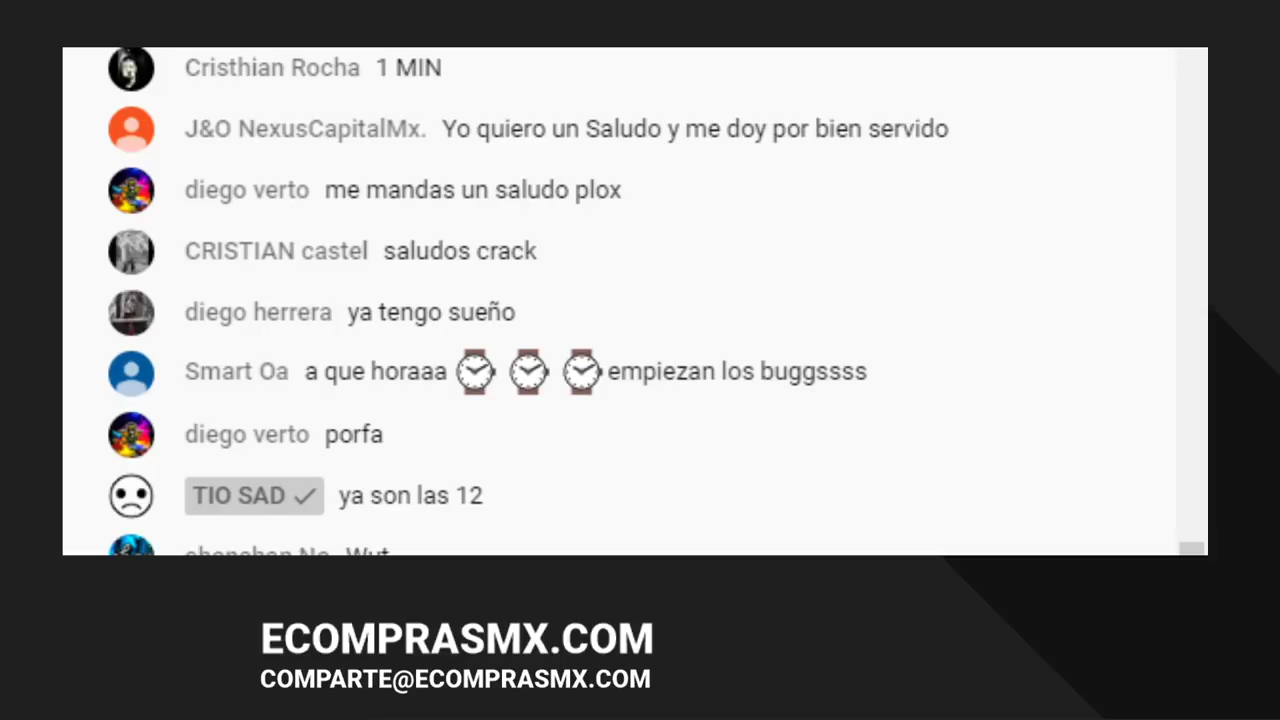 Cristhian Rocha 1 MIN
J&O NexusCapitalMx. Yo quiero un Saludo y me doy por bien servido
diego verto me mandas un saludo plox
CRISTIAN castel saludos crack
diego herrera ya tengo sueño
Smart Oa a que horaaa ⌚ ⌚ ⌚ empiezan los buggssss
diego verto porfa
TIO SAD ✓ ya son las 12
Wut
ECOMPRASMX.COM
COMPARTE@ECOMPRASMX.COM